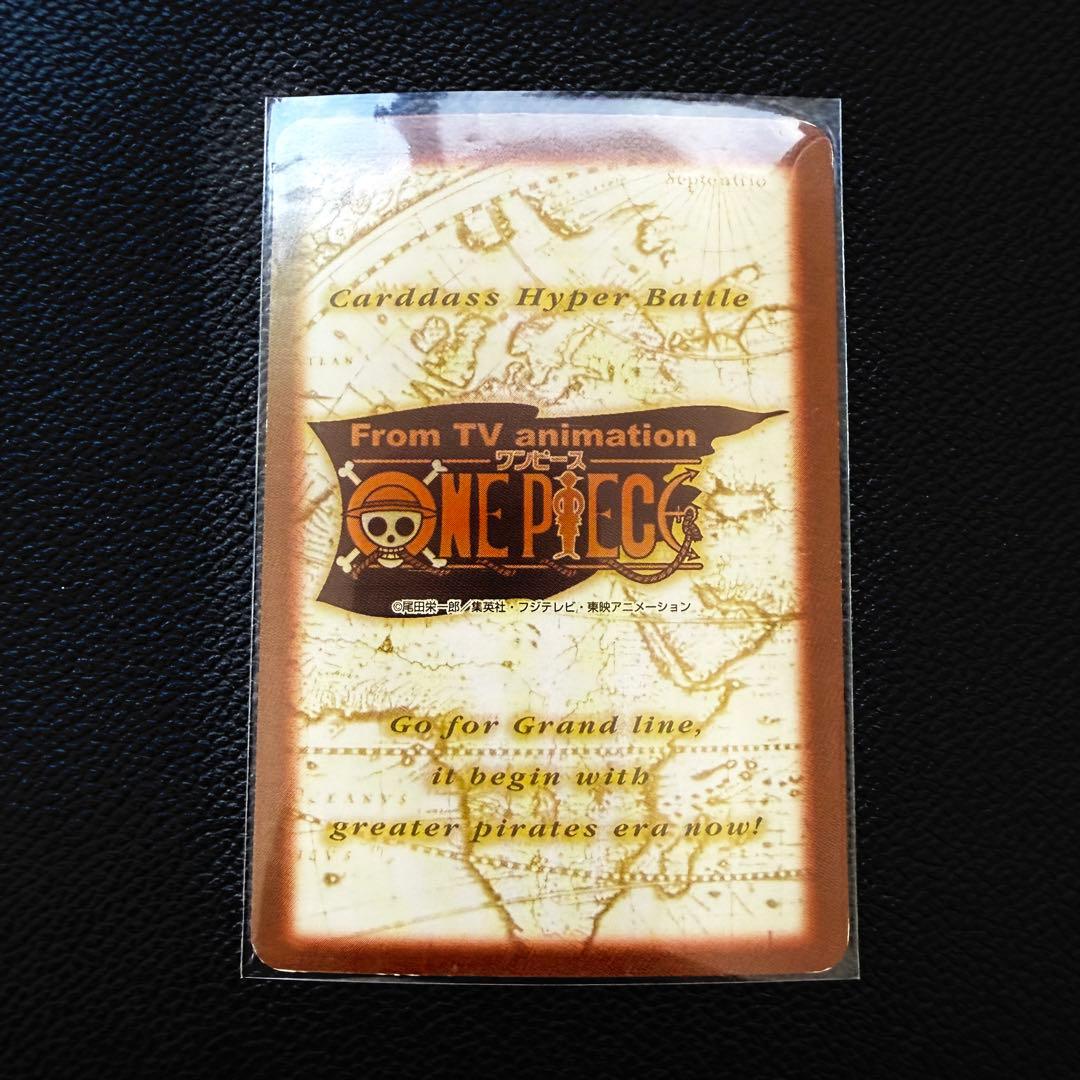 Septentrio
Carddass Hyper Battle
From TV animation
ワンピース
ONE PIECE
©尾田栄一郎／集英社・フジテレビ・東映アニメーション
Go for Grand line,
it begin with
greater pirates era now!